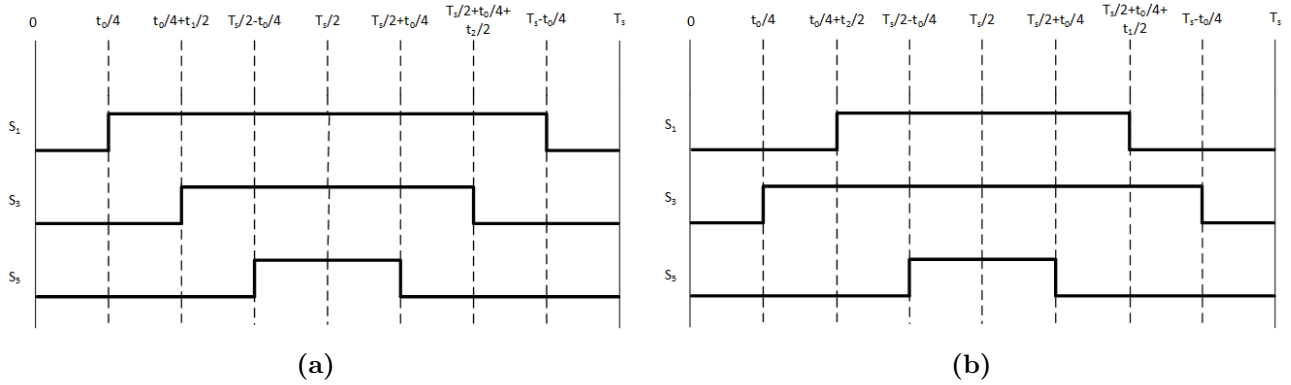 0 t₀/4 t₀/4+t₁/2 Tₛ/2-t₀/4 Tₛ/2 Tₛ/2+t₀/4 Tₛ/2+t₀/4+ Tₛ-t₀/4 Tₛ
t₂/2
S₁
S₃
S₅
(a)
0 t₀/4 t₀/4+t₂/2 Tₛ/2-t₀/4 Tₛ/2 Tₛ/2+t₀/4 Tₛ/2+t₀/4+ Tₛ-t₀/4 Tₛ
t₁/2
S₁
S₃
S₅
(b)